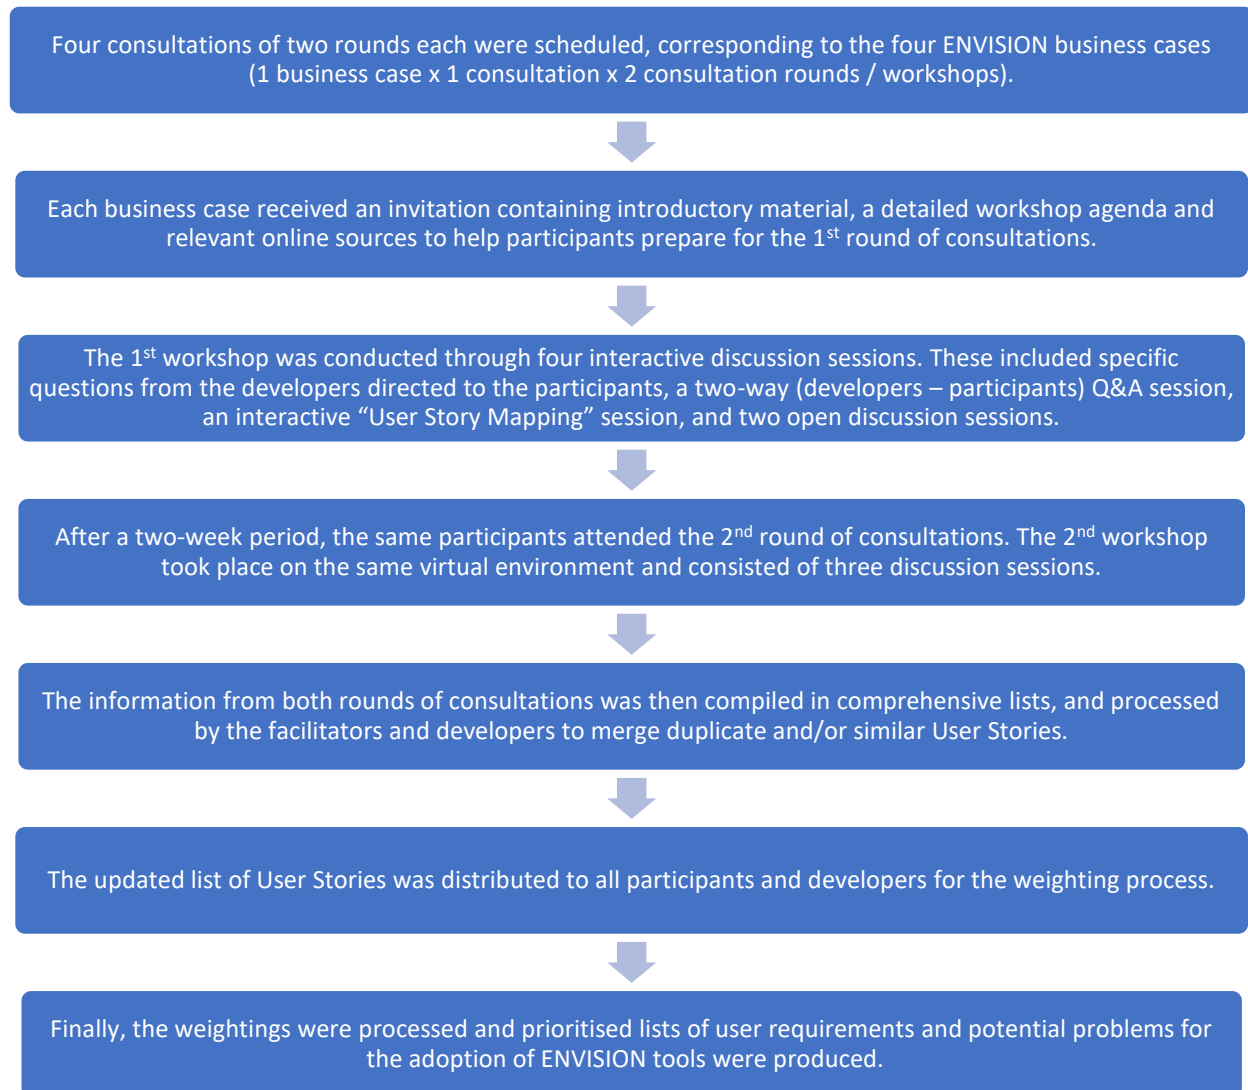 Four consultations of two rounds each were scheduled, corresponding to the four ENVISION business cases
(1 business case x 1 consultation x 2 consultation rounds / workshops).
Each business case received an invitation containing introductory material, a detailed workshop agenda and
relevant online sources to help participants prepare for the 1st round of consultations.
The 1st workshop was conducted through four interactive discussion sessions. These included specific
questions from the developers directed to the participants, a two-way (developers – participants) Q&A session,
an interactive “User Story Mapping” session, and two open discussion sessions.
After a two-week period, the same participants attended the 2nd round of consultations. The 2nd workshop
took place on the same virtual environment and consisted of three discussion sessions.
The information from both rounds of consultations was then compiled in comprehensive lists, and processed
by the facilitators and developers to merge duplicate and/or similar User Stories.
The updated list of User Stories was distributed to all participants and developers for the weighting process.
Finally, the weightings were processed and prioritised lists of user requirements and potential problems for
the adoption of ENVISION tools were produced.